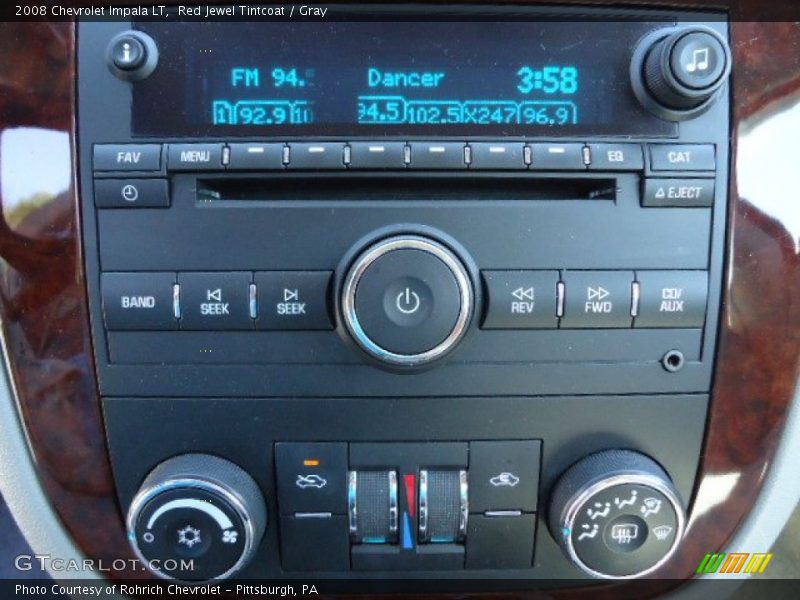 2008 Chevrolet Impala LT, Red Jewel Tintcoat / Gray
i
FM 94. Dancer 3:58
1 92.9 94.5 102.5 X247 96.9
FAV MENU EQ CAT
EJECT
BAND SEEK SEEK REV FWD CD/
AUX
GTCARLOT.COM
Photo Courtesy of Rohrich Chevrolet - Pittsburgh, PA